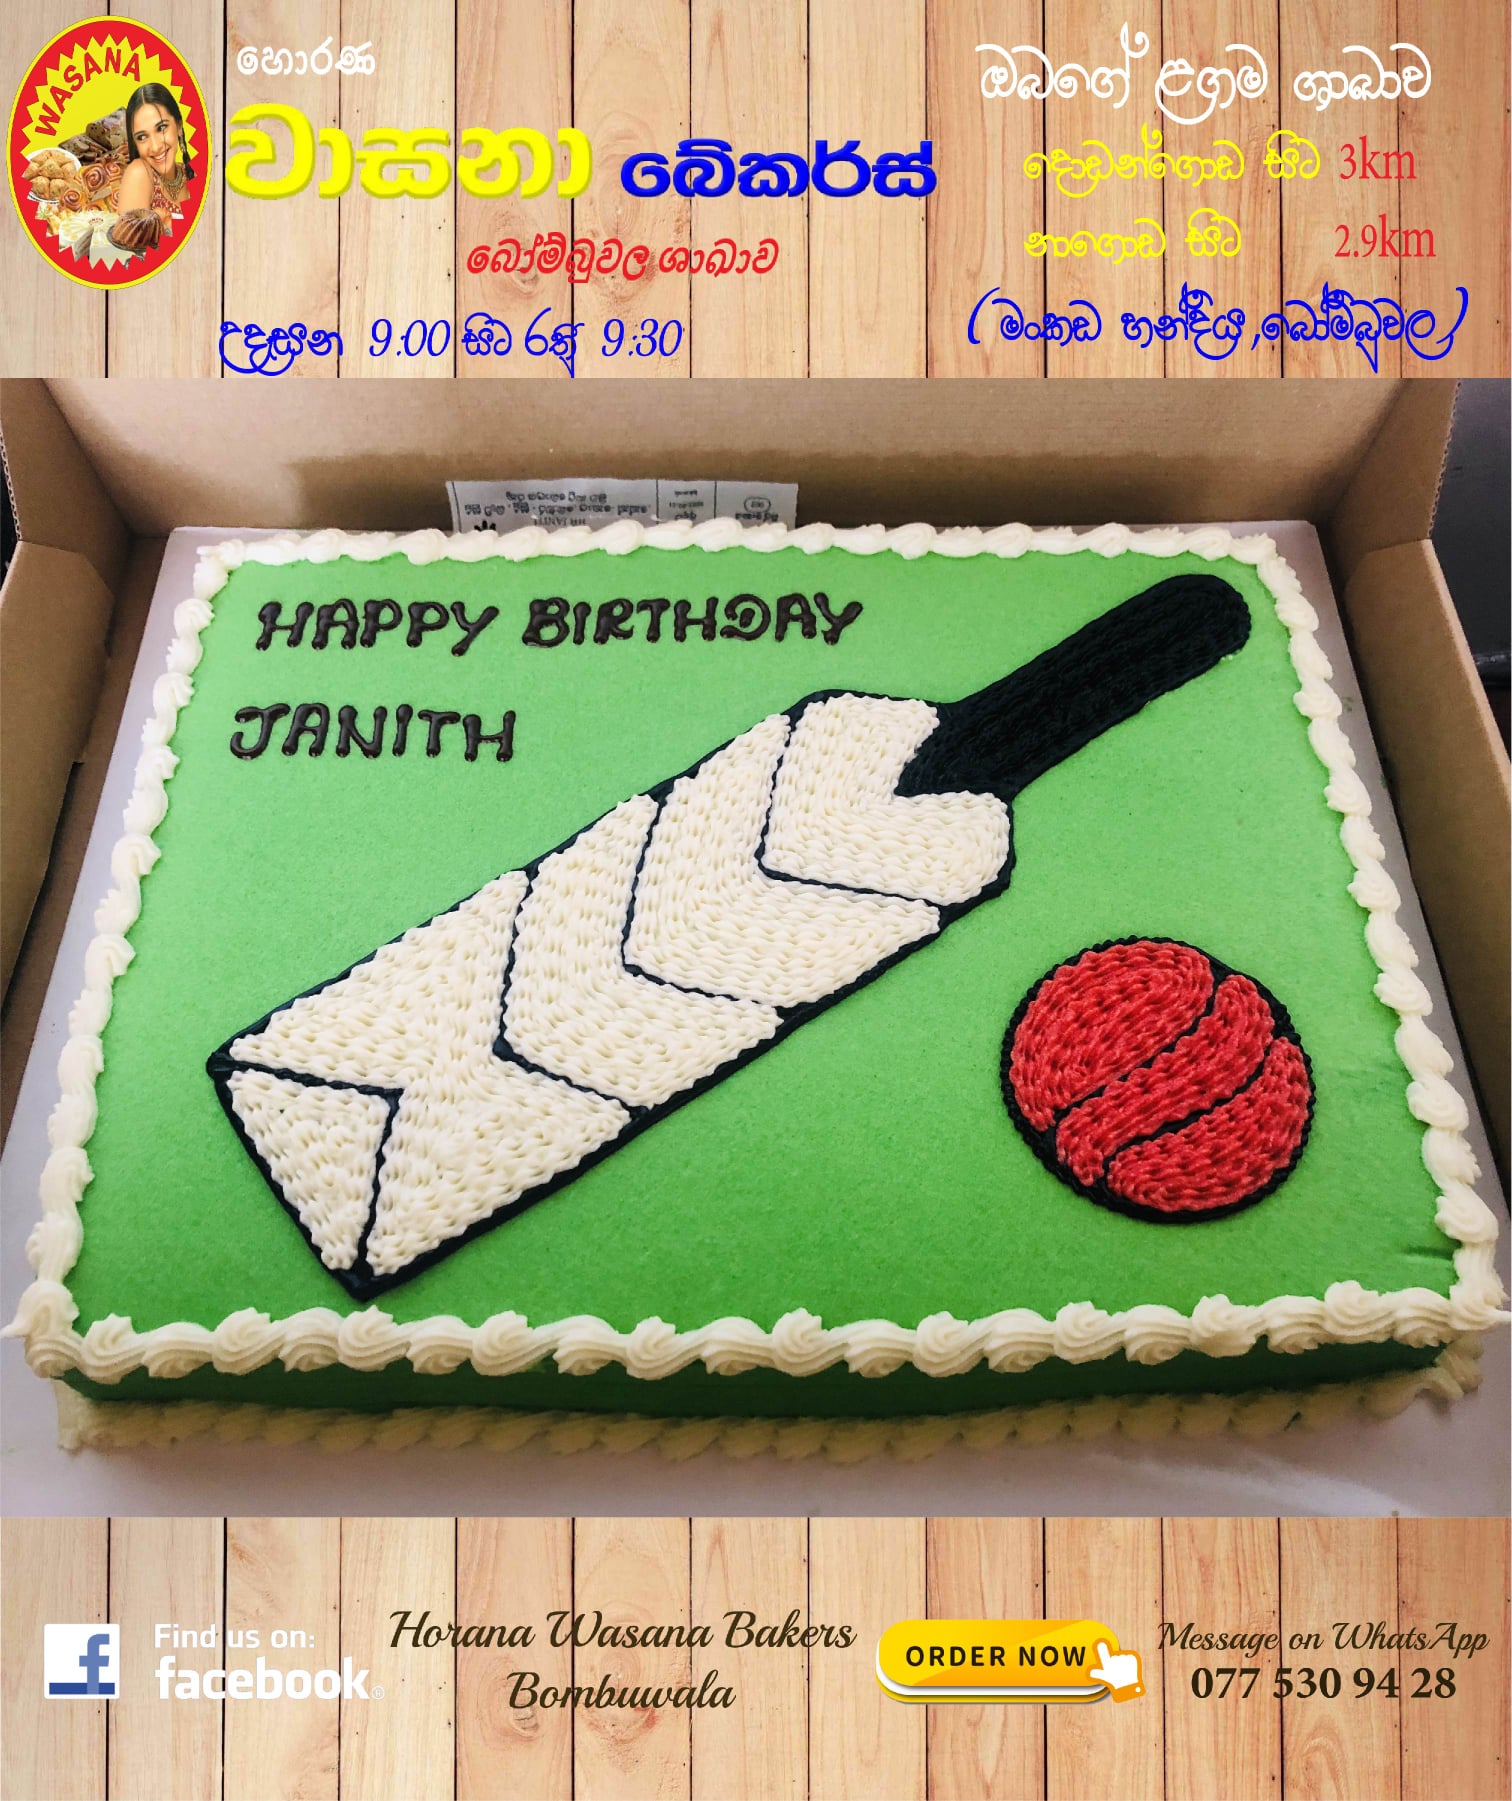 WASANA
හොරණ
වාසනා බේකර්ස්
බෝම්බුවල ශාඛාව
උදෑසන 9:00 සිට රාත්‍රී 9:30
ඔබගේ ළඟම ශාඛාව
දොඩන්ගොඩ සිට 3km
නාගොඩ සිට 2.9km
(මංකඩ හන්දිය,බෝම්බුවල)
HAPPY BIRTHDAY
JANITH
Find us on:
facebook®
Horana Wasana Bakers
Bombuwala
ORDER NOW
Message on WhatsApp
077 530 94 28